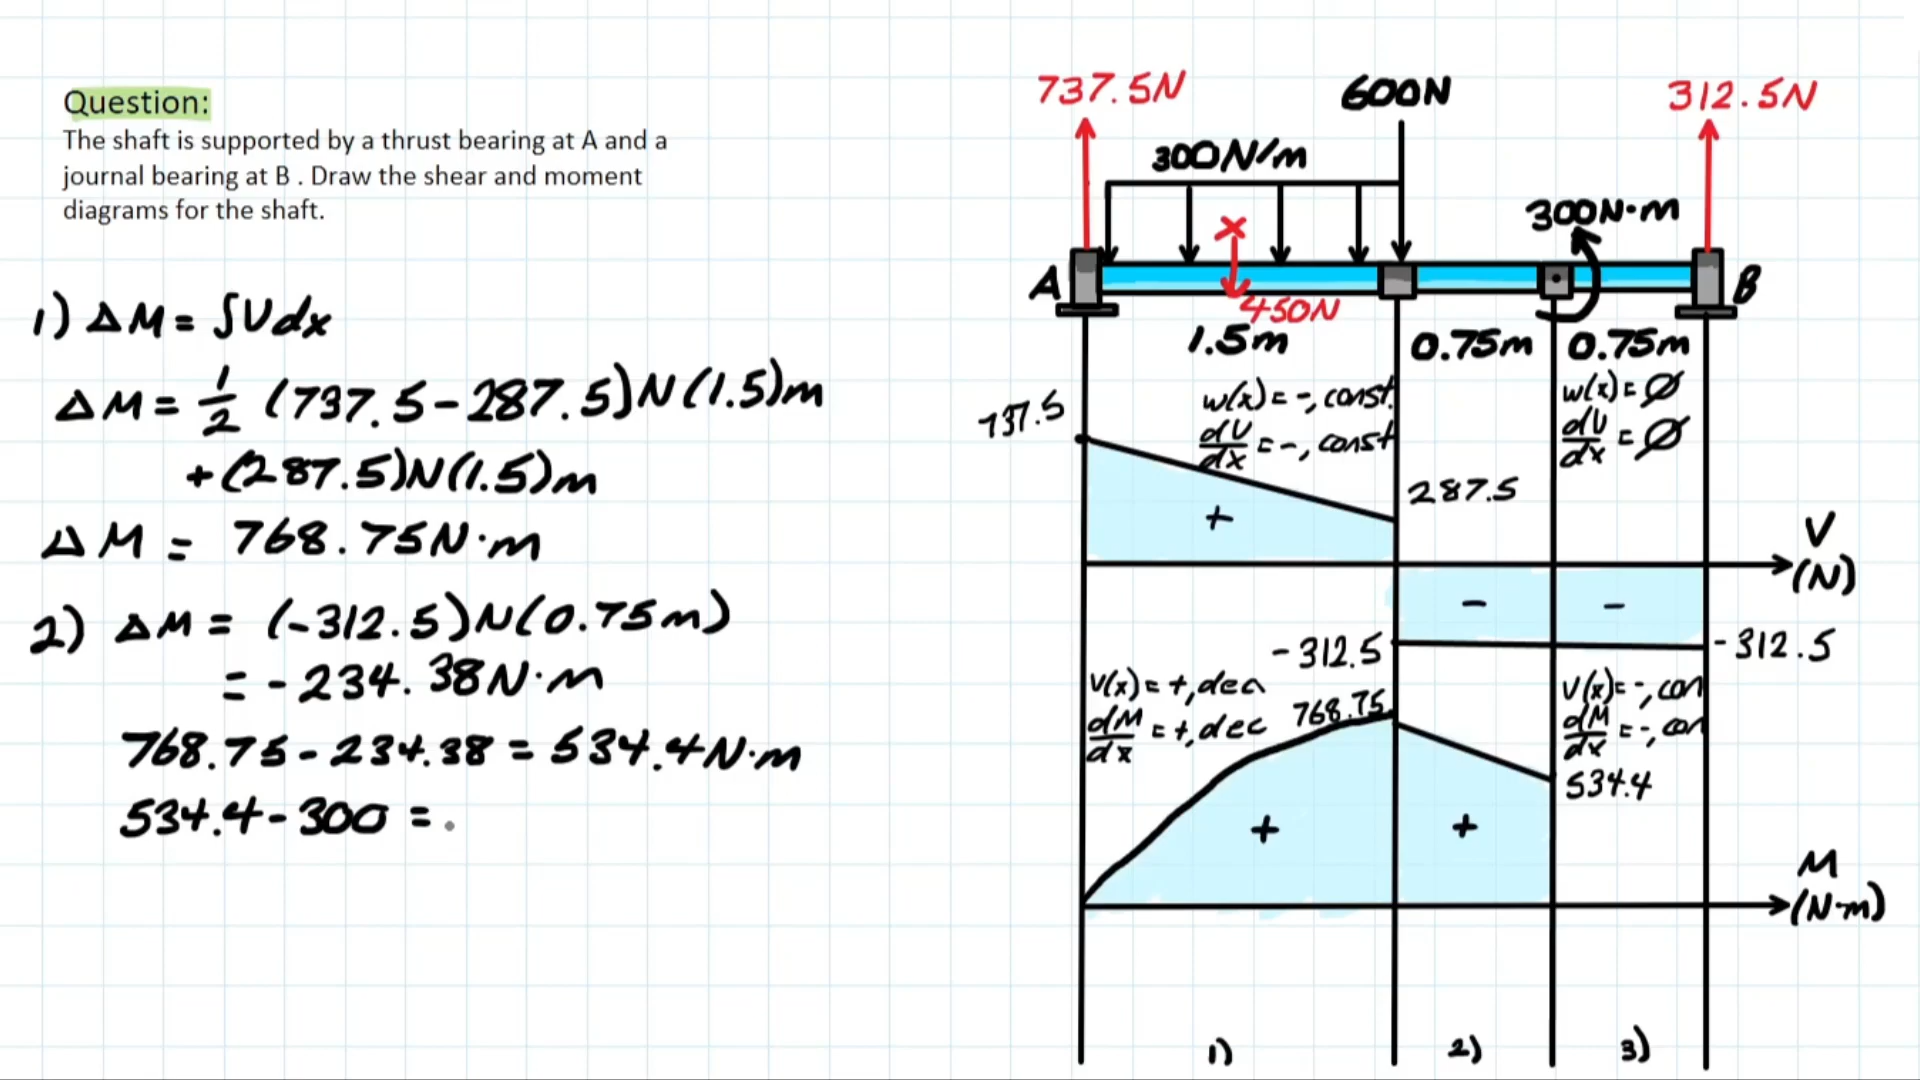 Question:
The shaft is supported by a thrust bearing at A and a
journal bearing at B . Draw the shear and moment
diagrams for the shaft.
1) ΔM = ∫Vdx
ΔM = 1/2 (737.5-287.5)N(1.5)m
+(287.5)N(1.5)m
ΔM = 768.75N·m
2) ΔM = (-312.5)N(0.75m)
= -234.38N·m
768.75-234.38 = 534.4N·m
534.4-300 =
737.5N
600N
312.5N
300N/m
300N·m
A
B
450N
1.5m
0.75m
0.75m
w(x) = -, const.
dV/dx = -, const
w(x) = Ø
dV/dx = Ø
737.5
287.5
+
V
(N)
-
-
-312.5
-312.5
V(x) = +, dec
dM/dx = +, dec
768.75
V(x) = -, con
dM/dx = -, con
534.4
+
+
M
(N·m)
1)
2)
3)